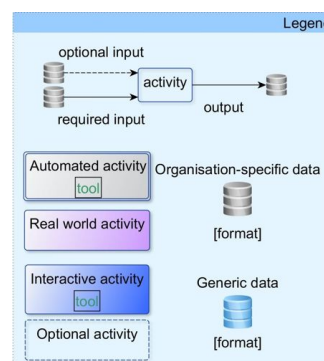 Legend
optional input
activity
output
required input
Automated activity
tool
Organisation-specific data
[format]
Real world activity
Interactive activity
tool
Generic data
[format]
Optional activity